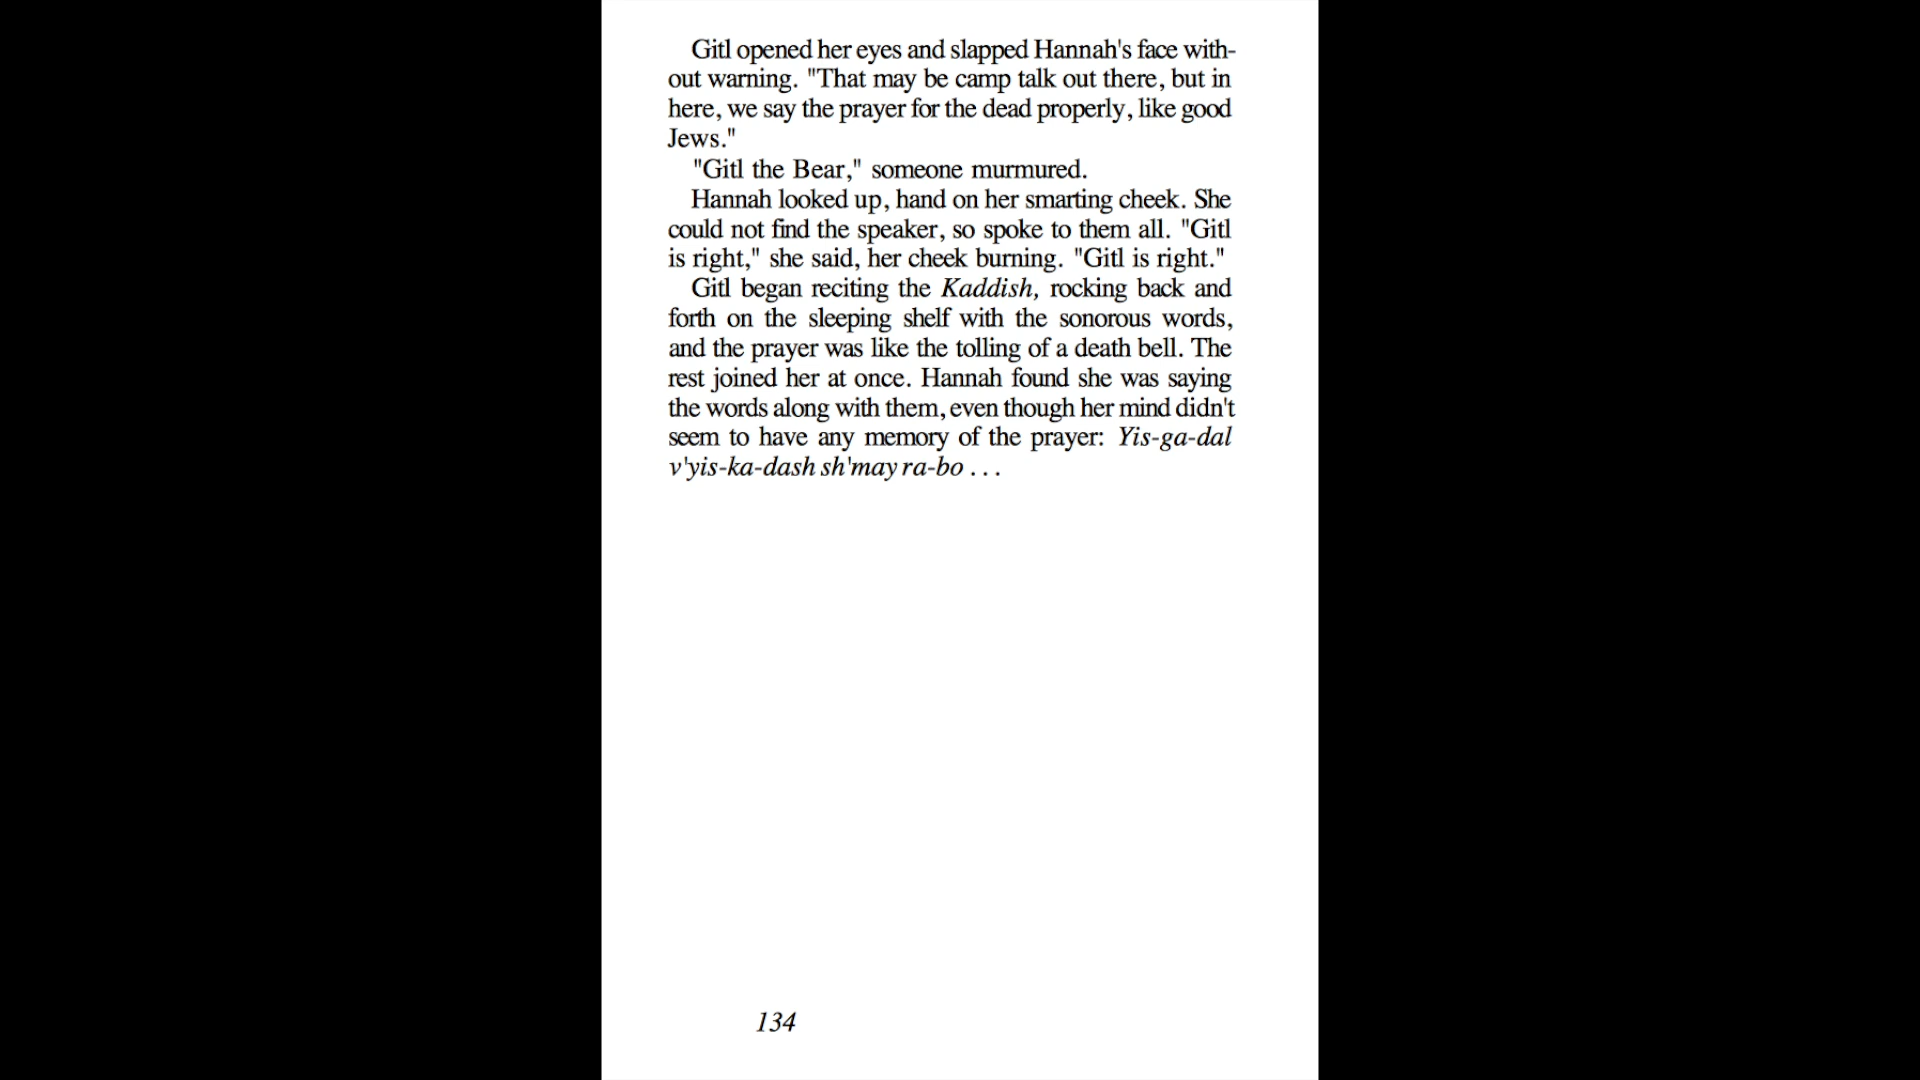 Gitl opened her eyes and slapped Hannah's face with-
out warning. "That may be camp talk out there, but in
here, we say the prayer for the dead properly, like good
Jews."
"Gitl the Bear," someone murmured.
Hannah looked up, hand on her smarting cheek. She
could not find the speaker, so spoke to them all. "Gitl
is right," she said, her cheek burning. "Gitl is right."
Gitl began reciting the Kaddish, rocking back and
forth on the sleeping shelf with the sonorous words,
and the prayer was like the tolling of a death bell. The
rest joined her at once. Hannah found she was saying
the words along with them, even though her mind didn't
seem to have any memory of the prayer: Yis-ga-dal
v'yis-ka-dash sh'may ra-bo . . .
134